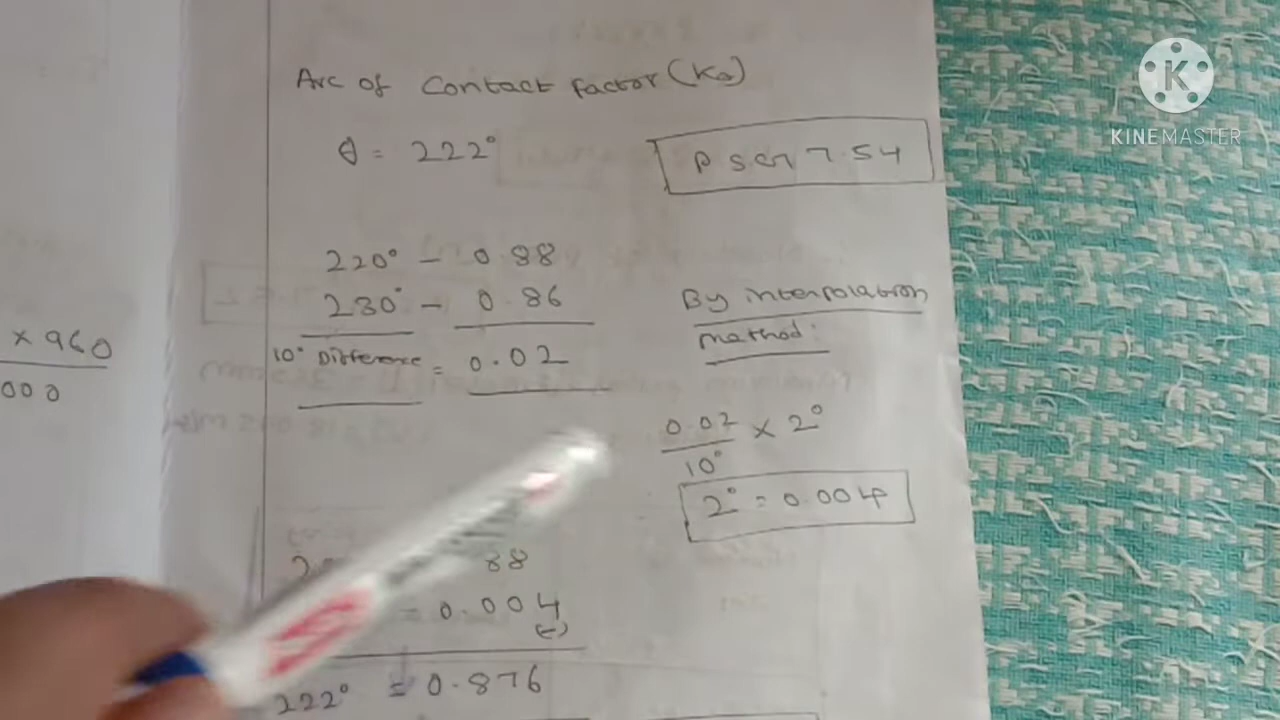 × 960
000
Arc of Contact factor (Kθ)
θ = 222°
PSG 7.54
220° - 0.88
230° - 0.86
10° Difference = 0.02
By interpolation
method:
0.02
10°
× 2°
2° = 0.004
88
= 0.004
(-)
222° = 0.876
KINEMASTER